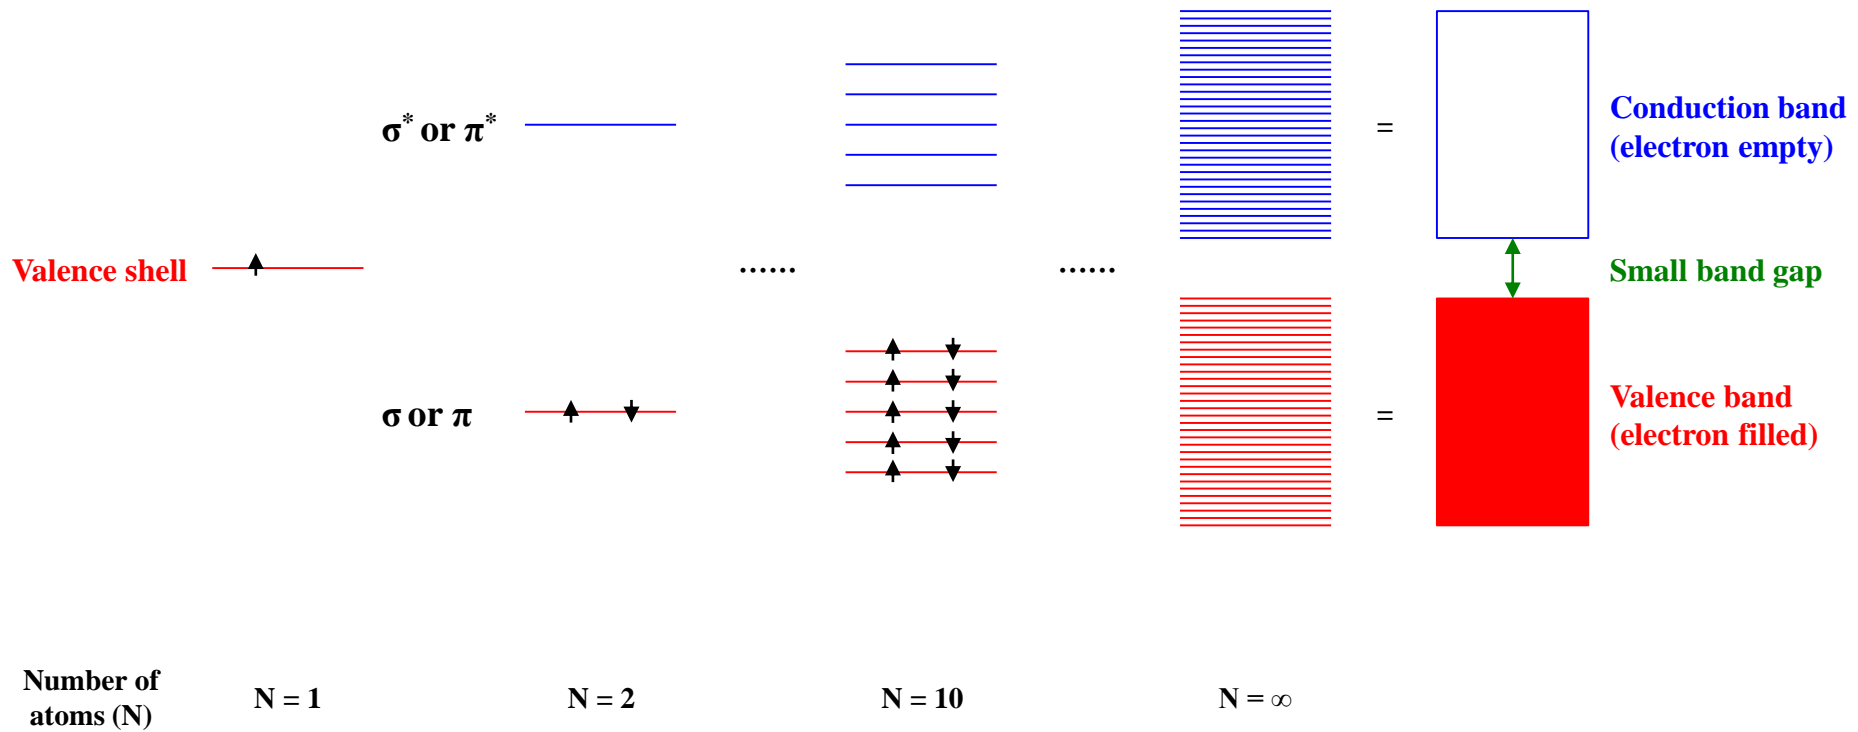 σ* or π*
Conduction band
(electron empty)
=
Valence shell
......
......
Small band gap
σ or π
=
Valence band
(electron filled)
Number of
atoms (N)
N = 1
N = 2
N = 10
N = ∞